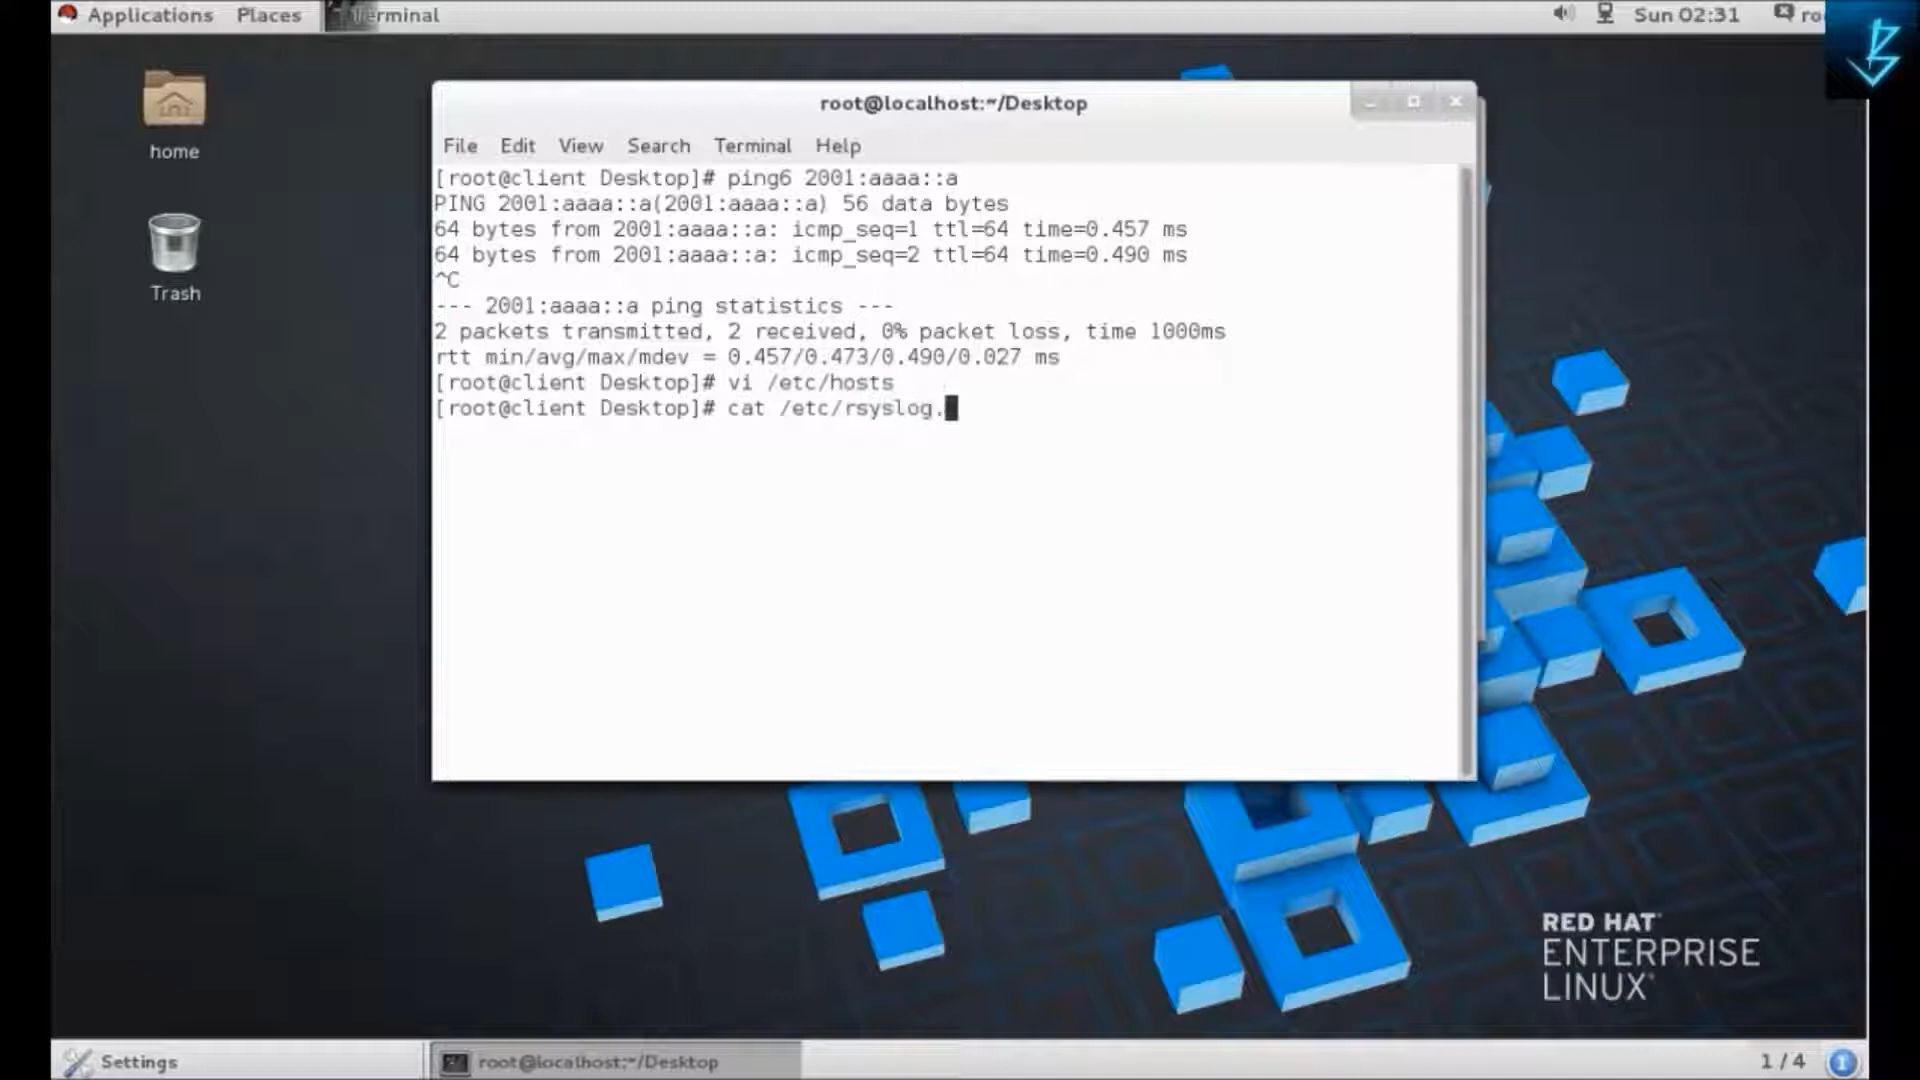 Applications Places Terminal Sun 02:31
home
Trash
root@localhost:~/Desktop
File Edit View Search Terminal Help
[root@client Desktop]# ping6 2001:aaaa::a
PING 2001:aaaa::a(2001:aaaa::a) 56 data bytes
64 bytes from 2001:aaaa::a: icmp_seq=1 ttl=64 time=0.457 ms
64 bytes from 2001:aaaa::a: icmp_seq=2 ttl=64 time=0.490 ms
^C
--- 2001:aaaa::a ping statistics ---
2 packets transmitted, 2 received, 0% packet loss, time 1000ms
rtt min/avg/max/mdev = 0.457/0.473/0.490/0.027 ms
[root@client Desktop]# vi /etc/hosts
[root@client Desktop]# cat /etc/rsyslog.
RED HAT
ENTERPRISE
LINUX
Settings root@localhost:~/Desktop 1 / 4 1